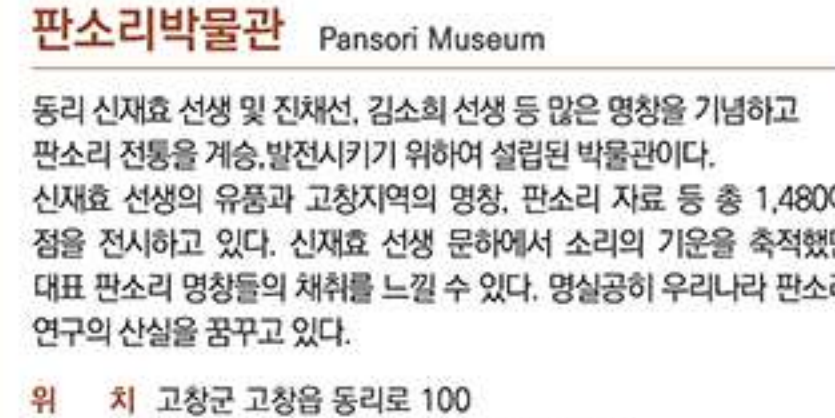 판소리박물관 Pansori Museum
동리 신재효 선생 및 진채선, 김소희 선생 등 많은 명창을 기념하고
판소리 전통을 계승,발전시키기 위하여 설립된 박물관이다.
신재효 선생의 유품과 고창지역의 명창, 판소리 자료 등 총
점을 전시하고 있다. 신재효 선생 문하에서 소리의 기운을
대표 판소리 명창들의 채취를 느낄 수 있다. 명실공히 우리나라
연구의 산실을 꿈꾸고 있다.
위 치 고창군 고창읍 동리로 100